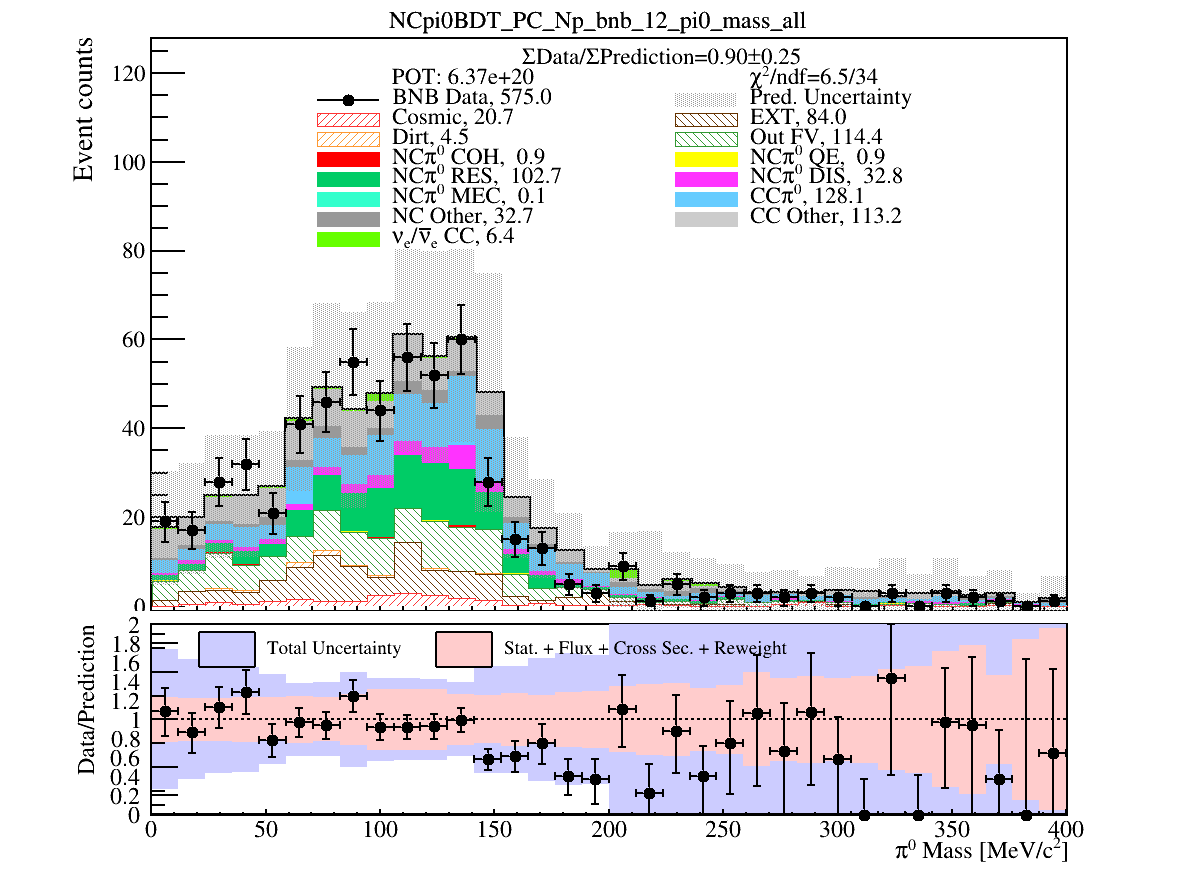 NCpi0BDT_PC_Np_bnb_12_pi0_mass_all
ΣData/ΣPrediction=0.90±0.25
POT: 6.37e+20
χ²/ndf=6.5/34
BNB Data, 575.0
Pred. Uncertainty
Cosmic, 20.7
EXT, 84.0
Dirt, 4.5
Out FV, 114.4
NCπ⁰ COH, 0.9
NCπ⁰ QE, 0.9
NCπ⁰ RES, 102.7
NCπ⁰ DIS, 32.8
NCπ⁰ MEC, 0.1
CCπ⁰, 128.1
NC Other, 32.7
CC Other, 113.2
νₑ/ν̅ₑ CC, 6.4
Event counts
120
100
80
60
40
20
0
Total Uncertainty
Stat. + Flux + Cross Sec. + Reweight
Data/Prediction
2
1.8
1.6
1.4
1.2
1
0.8
0.6
0.4
0.2
0
0 50 100 150 200 250 300 350 400
π⁰ Mass [MeV/c²]